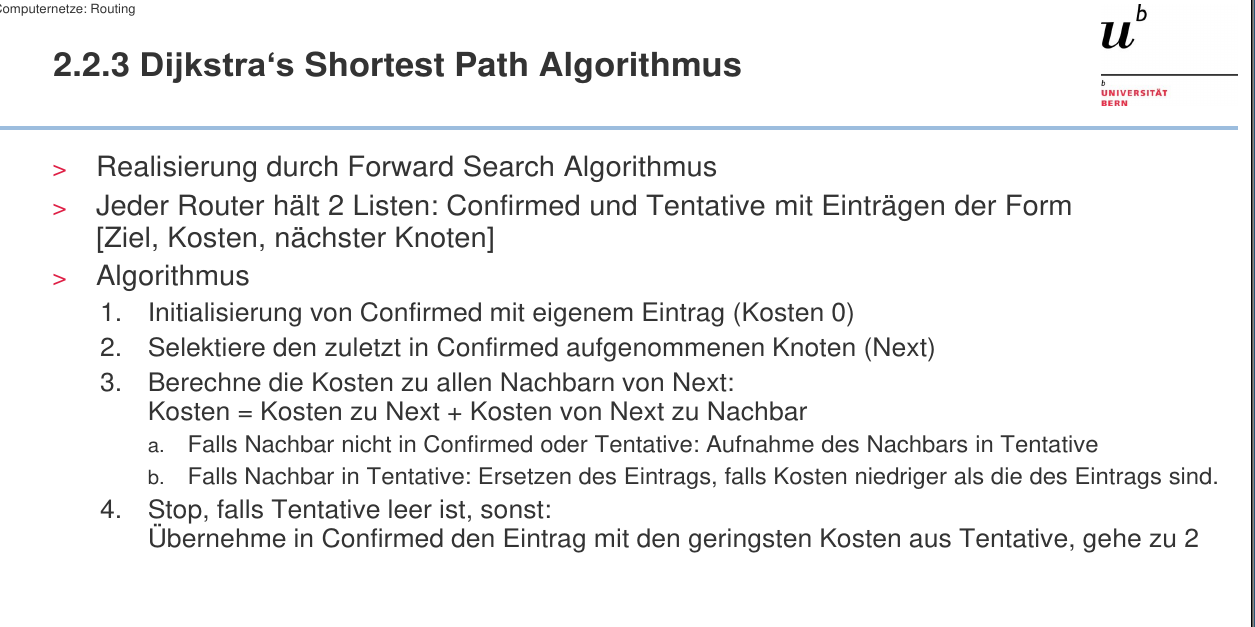 Computernetze: Routing
u
b
2.2.3 Dijkstra‘s Shortest Path Algorithmus
b
UNIVERSITÄT
BERN
> Realisierung durch Forward Search Algorithmus
> Jeder Router hält 2 Listen: Confirmed und Tentative mit Einträgen der Form
[Ziel, Kosten, nächster Knoten]
> Algorithmus
1. Initialisierung von Confirmed mit eigenem Eintrag (Kosten 0)
2. Selektiere den zuletzt in Confirmed aufgenommenen Knoten (Next)
3. Berechne die Kosten zu allen Nachbarn von Next:
Kosten = Kosten zu Next + Kosten von Next zu Nachbar
a. Falls Nachbar nicht in Confirmed oder Tentative: Aufnahme des Nachbars in Tentative
b. Falls Nachbar in Tentative: Ersetzen des Eintrags, falls Kosten niedriger als die des Eintrags sind.
4. Stop, falls Tentative leer ist, sonst:
Übernehme in Confirmed den Eintrag mit den geringsten Kosten aus Tentative, gehe zu 2